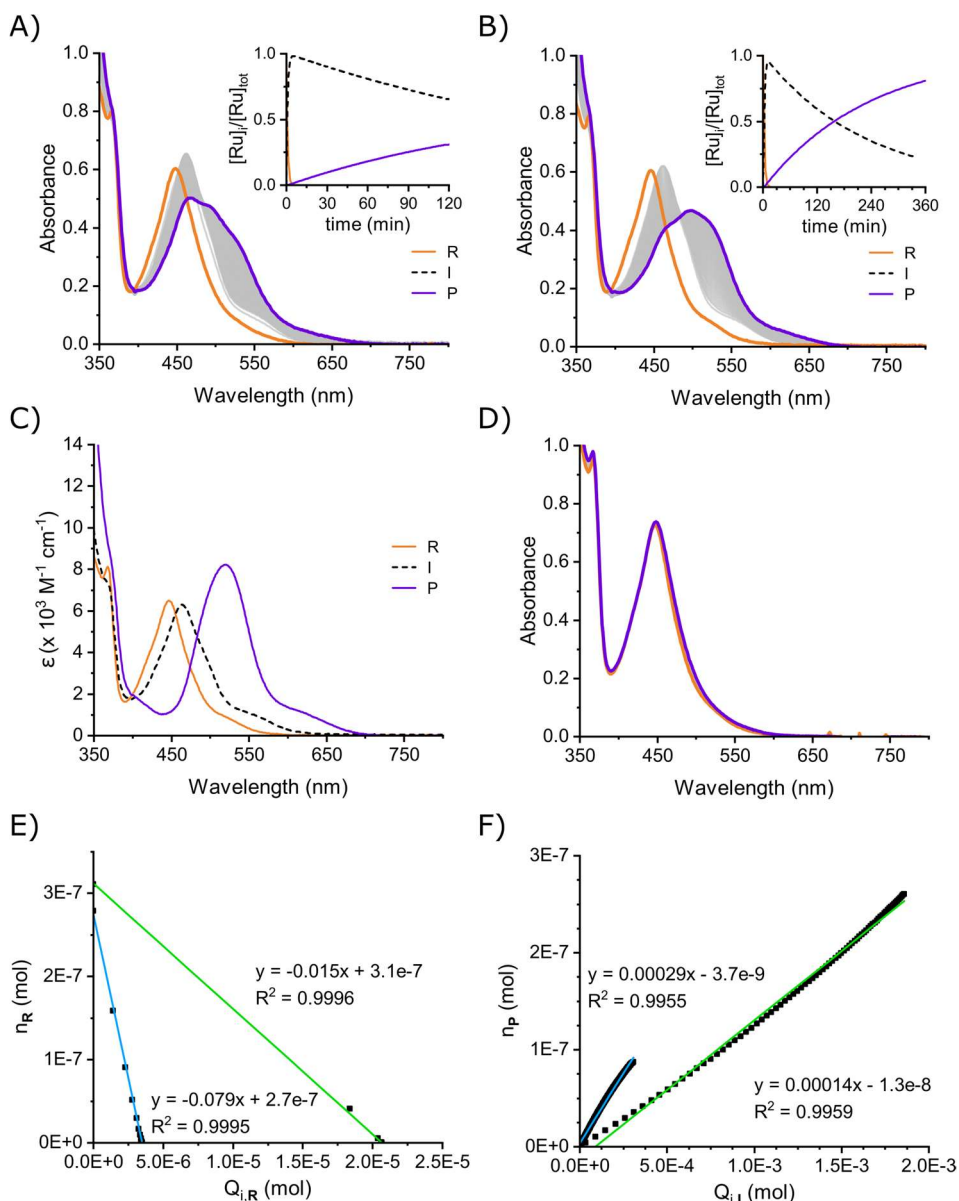 A)
1.0
0.8
0.6
0.4
0.2
0.0
Absorbance
350 450 550 650 750
Wavelength (nm)
1.0
0.5
0.0
[Ru]i/[Ru]tot
0 30 60 90 120
time (min)
R
I
P
B)
1.0
0.8
0.6
0.4
0.2
0.0
Absorbance
350 450 550 650 750
Wavelength (nm)
1.0
0.5
0.0
[Ru]i/[Ru]tot
0 120 240 360
time (min)
R
I
P
C)
14
12
10
8
6
4
2
0
ε (x 10³ M⁻¹ cm⁻¹)
350 450 550 650 750
Wavelength (nm)
R
I
P
D)
1.0
0.8
0.6
0.4
0.2
0.0
Absorbance
350 450 550 650 750
Wavelength (nm)
E)
3E-7
2E-7
1E-7
0E+0
nR (mol)
y = -0.015x + 3.1e-7
R² = 0.9996
y = -0.079x + 2.7e-7
R² = 0.9995
0.0E+0 5.0E-6 1.0E-5 1.5E-5 2.0E-5 2.5E-5
Qi,R (mol)
F)
3E-7
2E-7
1E-7
0E+0
nP (mol)
y = 0.00029x - 3.7e-9
R² = 0.9955
y = 0.00014x - 1.3e-8
R² = 0.9959
0.0E+0 5.0E-4 1.0E-3 1.5E-3 2.0E-3
(mol)